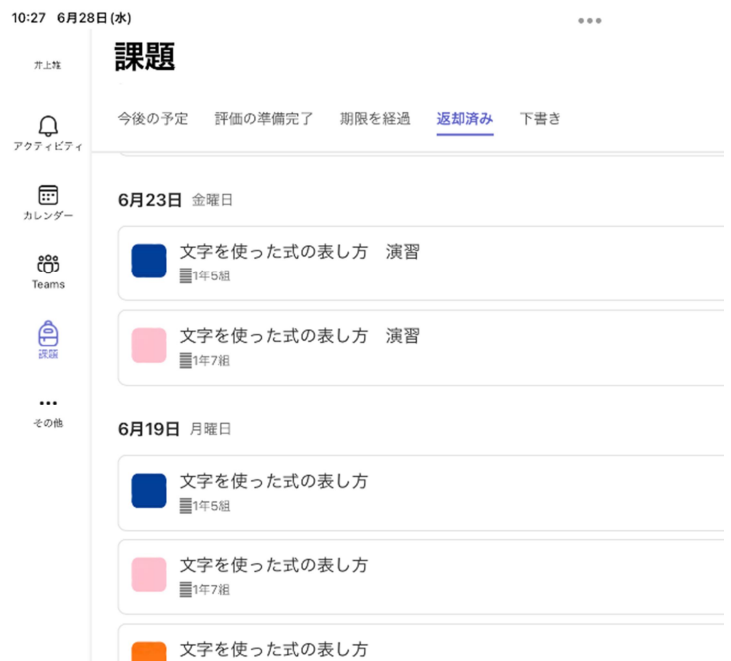 10:27 6月28日(水)
井上雅
課題
今後の予定 評価の準備完了 期限を経過 返却済み 下書き
アクティビティ
カレンダー
Teams
課題
その他
6月23日 金曜日
文字を使った式の表し方 演習
1年5組
文字を使った式の表し方 演習
1年7組
6月19日 月曜日
文字を使った式の表し方
1年5組
文字を使った式の表し方
1年7組
文字を使った式の表し方